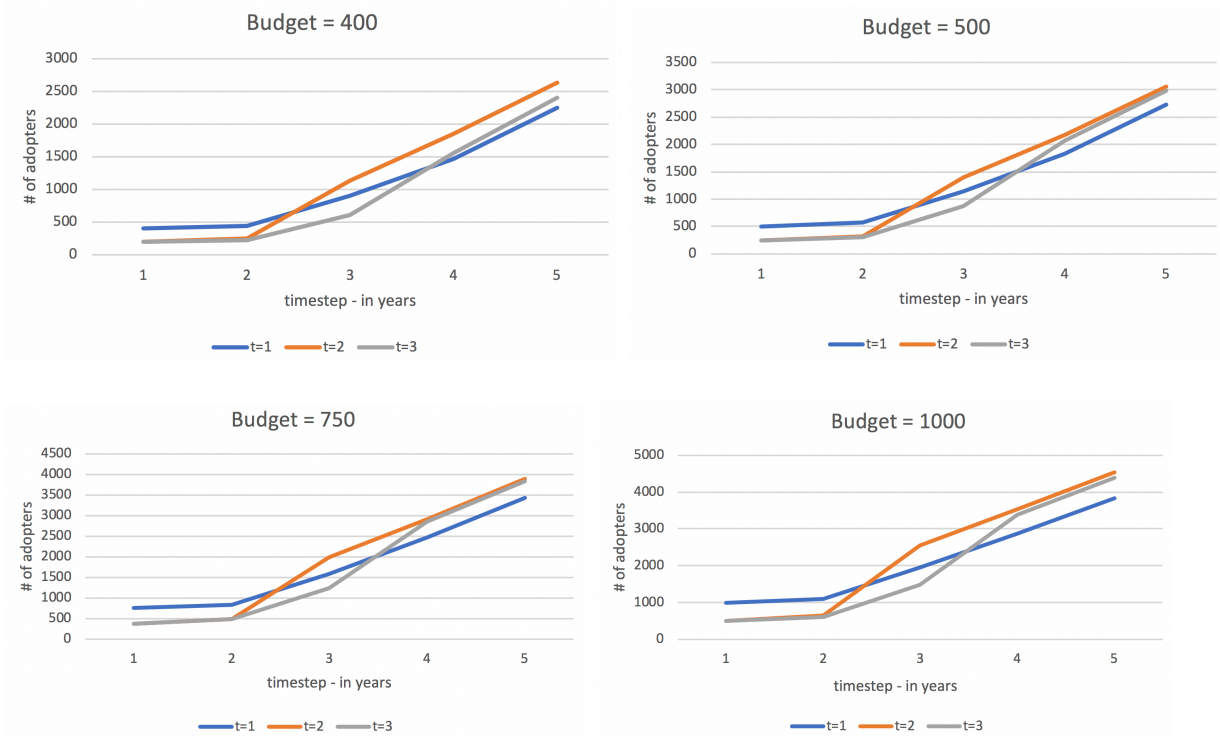 Budget = 400
3000
2500
2000
1500
1000
500
0
# of adopters
1 2 3 4 5
timestep - in years
t=1 t=2 t=3
Budget = 500
3500
3000
2500
2000
1500
1000
500
0
# of adopters
1 2 3 4 5
timestep - in years
t=1 t=2 t=3
Budget = 750
4500
4000
3500
3000
2500
2000
1500
1000
500
0
# of adopters
1 2 3 4 5
timestep - in years
t=1 t=2 t=3
Budget = 1000
5000
4000
3000
2000
1000
0
# of adopters
1 2 3 4 5
timestep - in years
t=1 t=2 t=3